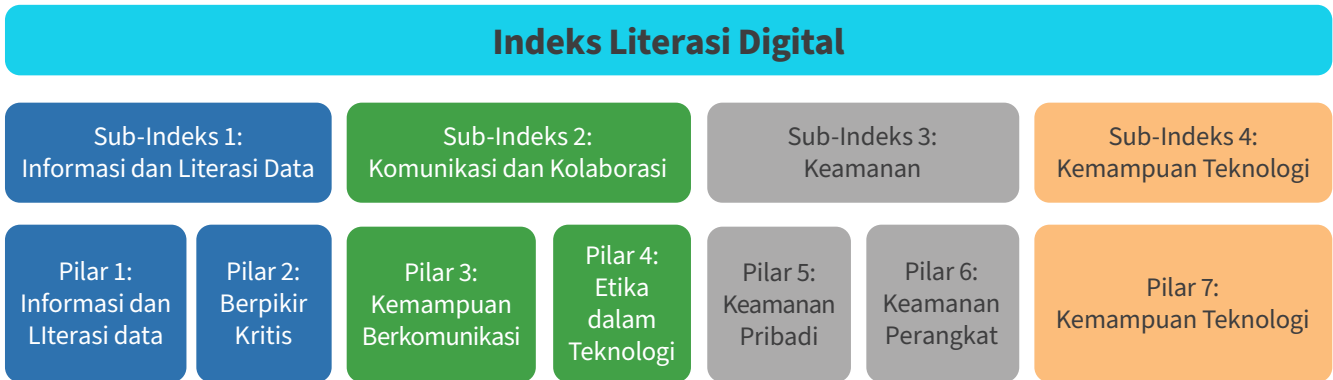 Indeks Literasi Digital
Sub-Indeks 1:
Informasi dan Literasi Data
Sub-Indeks 2:
Komunikasi dan Kolaborasi
Sub-Indeks 3:
Keamanan
Sub-Indeks 4:
Kemampuan Teknologi
Pilar 1:
Informasi dan
LIterasi data
Pilar 2:
Berpikir
Kritis
Pilar 3:
Kemampuan
Berkomunikasi
Pilar 4:
Etika
dalam
Teknologi
Pilar 5:
Keamanan
Pribadi
Pilar 6:
Keamanan
Perangkat
Pilar 7:
Kemampuan Teknologi